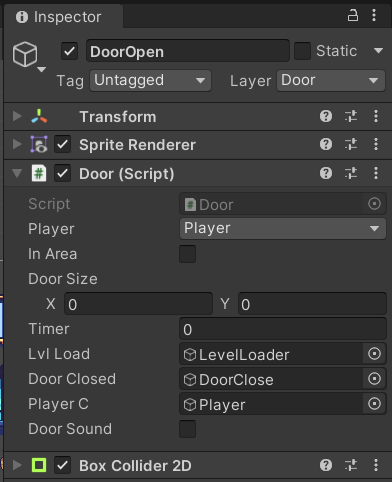 Inspector
DoorOpen Static
Tag Untagged Layer Door
Transform
Sprite Renderer
# Door (Script)
Script # Door
Player Player
In Area
Door Size
X 0 Y 0
Timer 0
Lvl Load LevelLoader
Door Closed DoorClose
Player C Player
Door Sound
Box Collider 2D